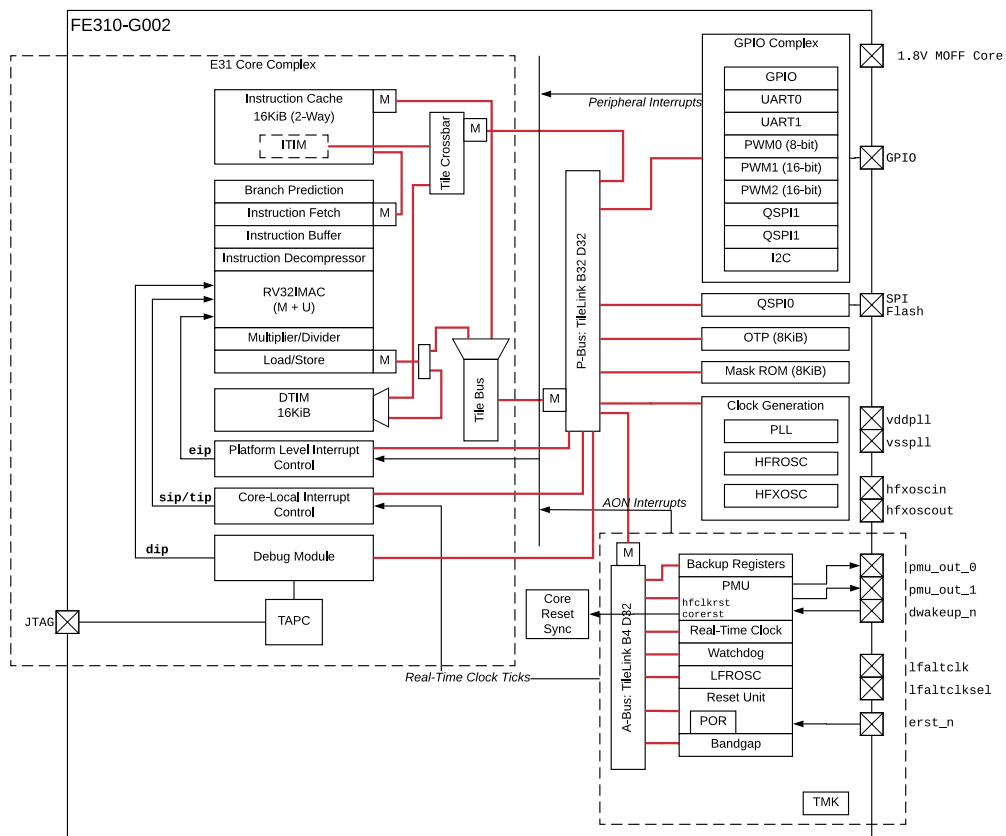 FE310-G002
E31 Core Complex
Instruction Cache
16KiB (2-Way)
M
ITIM
Tile Crossbar
M
Branch Prediction
Instruction Fetch
M
Instruction Buffer
Instruction Decompressor
RV32IMAC
(M + U)
Multiplier/Divider
Load/Store
M
DTIM
16KiB
Tile Bus
M
P-Bus: TileLink B32 D32
eip
Platform Level Interrupt
Control
sip/tip
Core-Local Interrupt
Control
dip
Debug Module
TAPC
JTAG
Peripheral Interrupts
GPIO Complex
GPIO
UART0
UART1
PWM0 (8-bit)
PWM1 (16-bit)
PWM2 (16-bit)
QSPI1
QSPI1
I2C
QSPI0
OTP (8KiB)
Mask ROM (8KiB)
Clock Generation
PLL
HFROSC
HFXOSC
1.8V MOFF Core
GPIO
SPI
Flash
vddpll
vsspll
hfxoscin
hfxoscout
AON Interrupts
M
A-Bus: TileLink B4 D32
Backup Registers
PMU
hfclkrst
corerst
Real-Time Clock
Watchdog
LFROSC
Reset Unit
POR
Bandgap
TMK
Core
Reset
Sync
Real-Time Clock Ticks
pmu_out_0
pmu_out_1
dwakeup_n
lfaltclk
lfaltclksel
erst_n